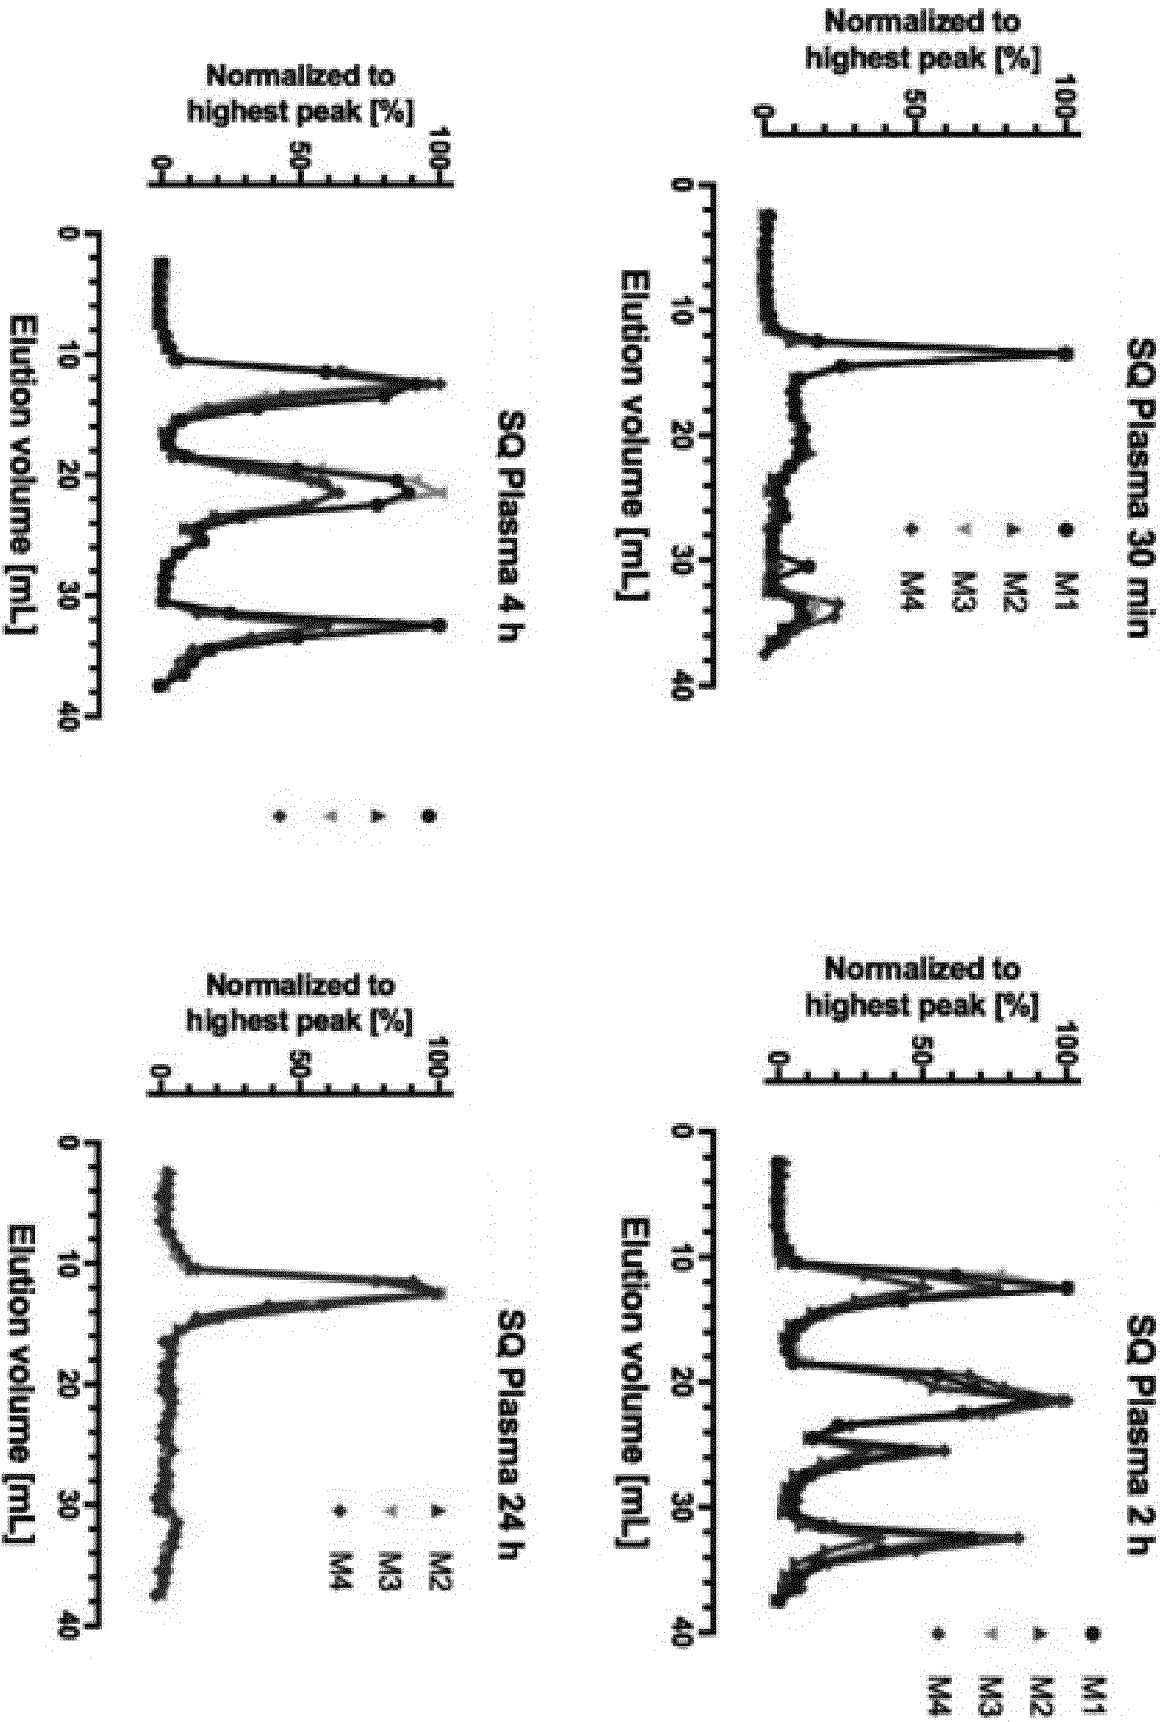 SQ Plasma 30 min
Normalized to
highest peak [%]
100
50
0
0
10
20
30
40
Elution volume [mL]
M1
M2
M3
M4
SQ Plasma 2 h
Normalized to
highest peak [%]
100
50
0
0
10
20
30
40
Elution volume [mL]
M1
M2
M3
M4
SQ Plasma 4 h
Normalized to
highest peak [%]
100
50
0
0
10
20
30
40
Elution volume [mL]
SQ Plasma 24 h
Normalized to
highest peak [%]
100
50
0
0
10
20
30
40
Elution volume [mL]
M2
M3
M4